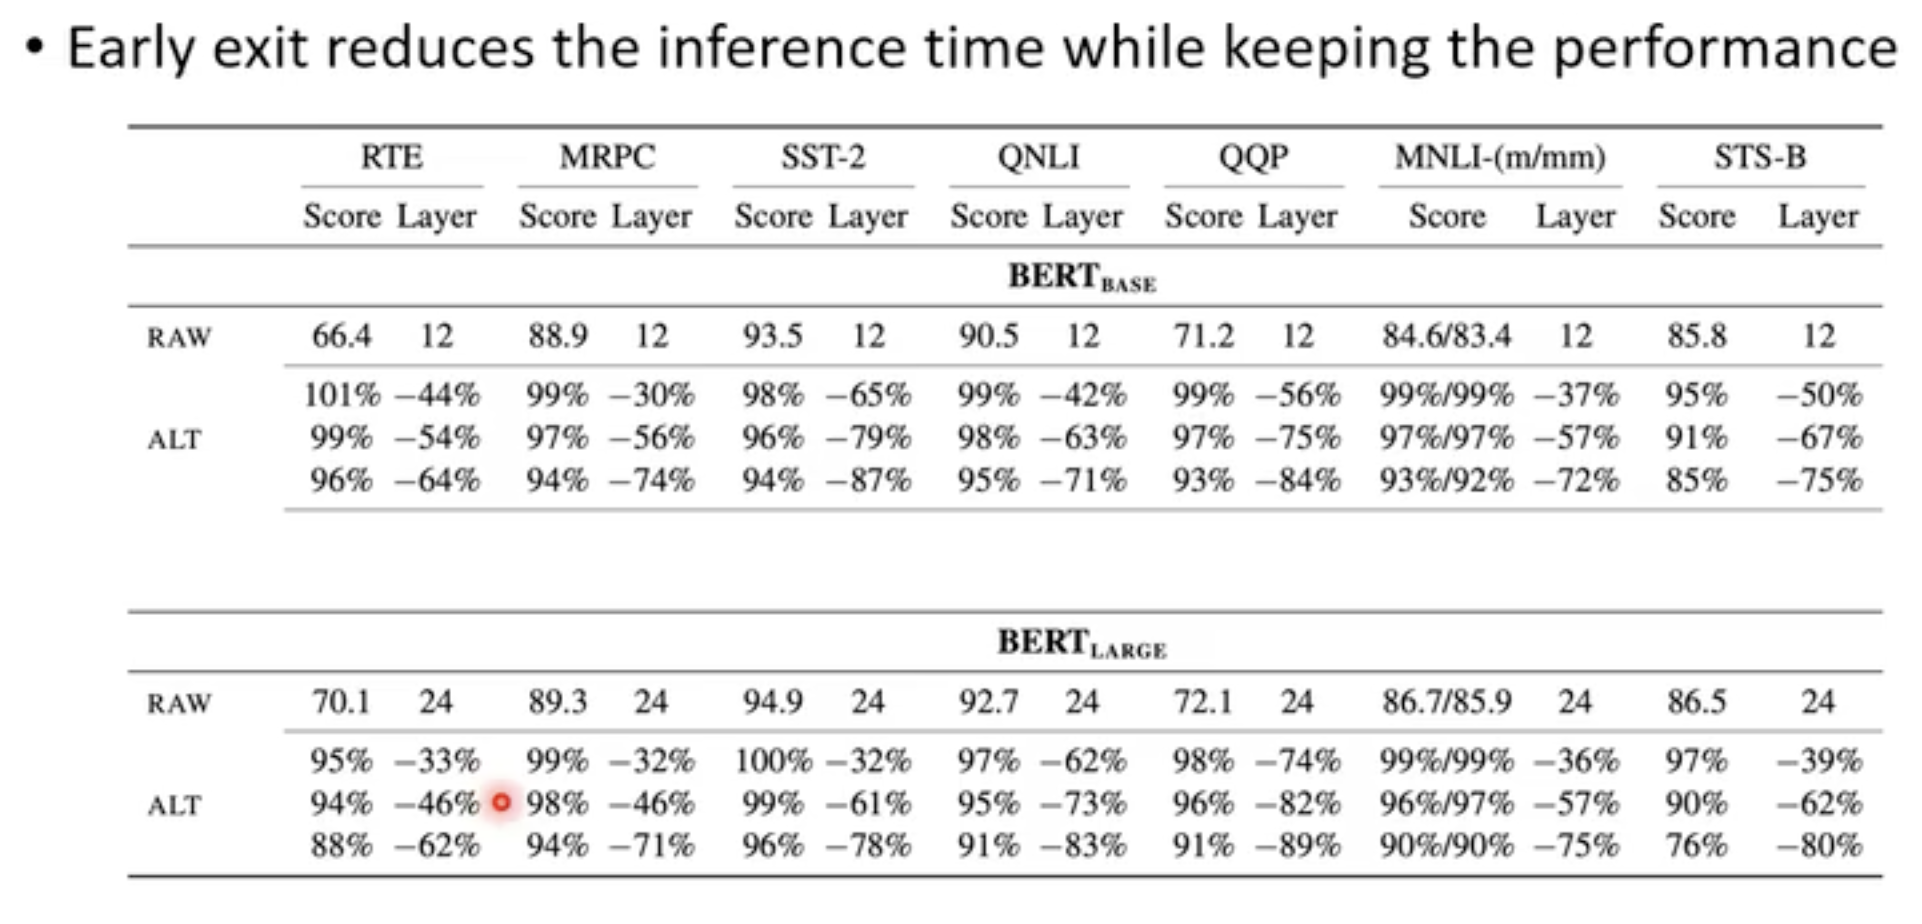 • Early exit reduces the inference time while keeping the performance
RTE MRPC SST-2 QNLI QQP MNLI-(m/mm) STS-B
Score Layer Score Layer Score Layer Score Layer Score Layer Score Layer Score Layer
BERT BASE
RAW 66.4 12 88.9 12 93.5 12 90.5 12 71.2 12 84.6/83.4 12 85.8 12
101% −44% 99% −30% 98% −65% 99% −42% 99% −56% 99%/99% −37% 95% −50%
ALT 99% −54% 97% −56% 96% −79% 98% −63% 97% −75% 97%/97% −57% 91% −67%
96% −64% 94% −74% 94% −87% 95% −71% 93% −84% 93%/92% −72% 85% −75%
BERT LARGE
RAW 70.1 24 89.3 24 94.9 24 92.7 24 72.1 24 86.7/85.9 24 86.5 24
95% −33% 99% −32% 100% −32% 97% −62% 98% −74% 99%/99% −36% 97% −39%
ALT 94% −46% 98% −46% 99% −61% 95% −73% 96% −82% 96%/97% −57% 90% −62%
88% −62% 94% −71% 96% −78% 91% −83% 91% −89% 90%/90% −75% 76% −80%